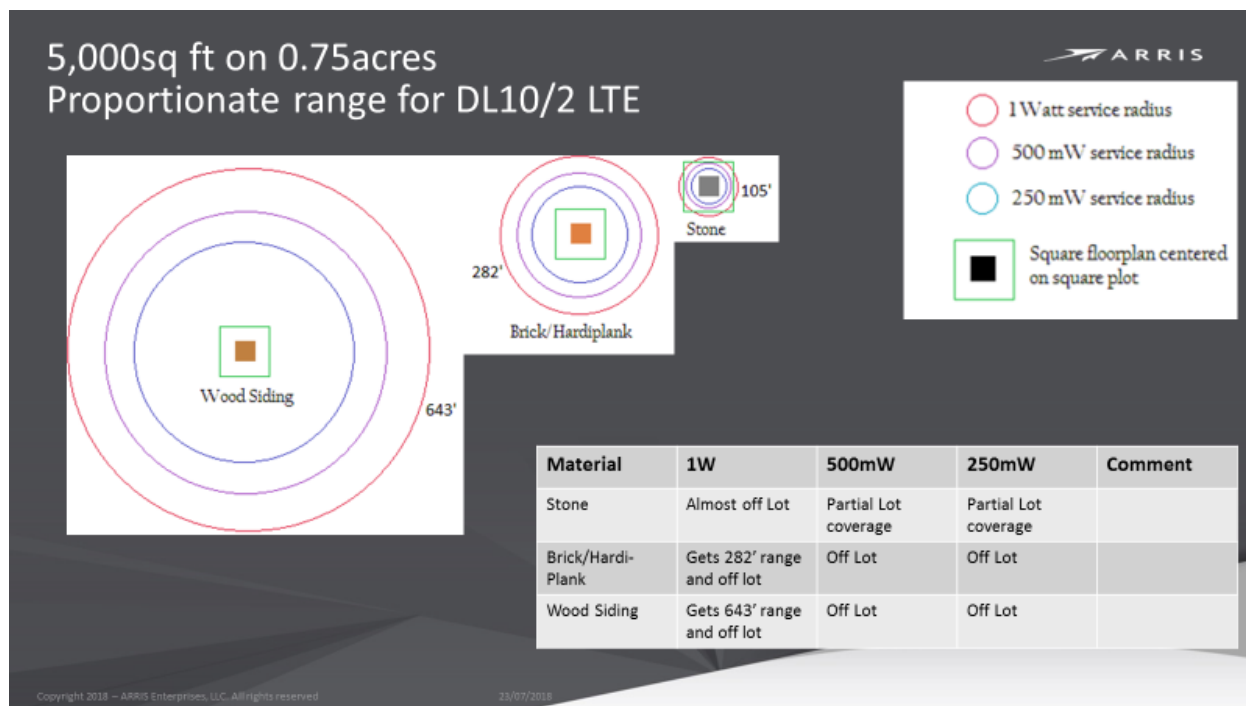 5,000sq ft on 0.75acres
Proportionate range for DL10/2 LTE
ARRIS
1 Watt service radius
500 mW service radius
250 mW service radius
Square floorplan centered
on square plot
105'
Stone
282'
Brick/Hardiplank
Wood Siding
643'
Material 1W 500mW 250mW Comment
Stone Almost off Lot Partial Lot Partial Lot
coverage coverage
Brick/Hardi- Gets 282’ range Off Lot Off Lot
Plank and off lot
Wood Siding Gets 643’ range Off Lot Off Lot
and off lot
Copyright 2018 – ARRIS Enterprises, LLC. All rights reserved 23/07/2018